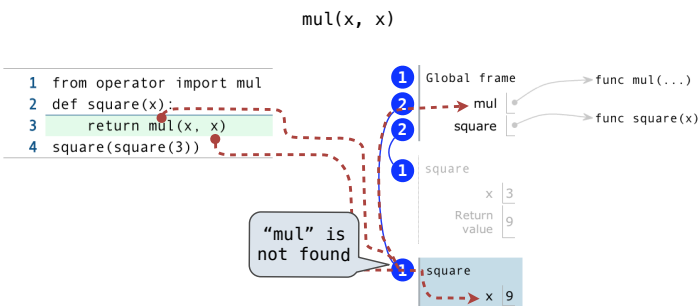 mul(x, x)
1 from operator import mul
2 def square(x):
3 return mul(x, x)
4 square(square(3))
1 Global frame
2 mul
func mul(...)
2 square
func square(x)
1 square
x 3
Return value 9
“mul” is
not found
1 square
x 9